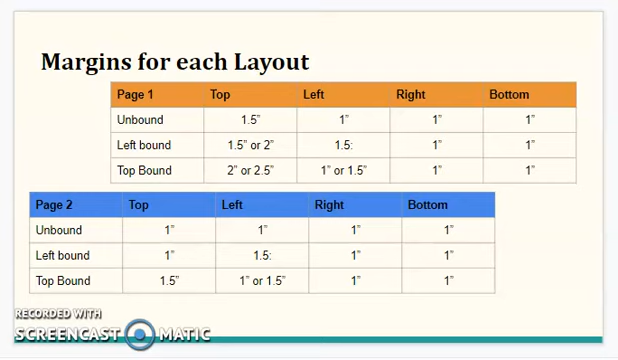 Margins for each Layout
Page 1 Top Left Right Bottom
Unbound 1.5” 1” 1” 1”
Left bound 1.5” or 2” 1.5: 1” 1”
Top Bound 2” or 2.5” 1” or 1.5” 1” 1”
Page 2 Top Left Right Bottom
Unbound 1” 1” 1” 1”
Left bound 1” 1.5: 1” 1”
Top Bound 1.5” 1” or 1.5” 1” 1”
RECORDED WITH
SCREENCAST MATIC